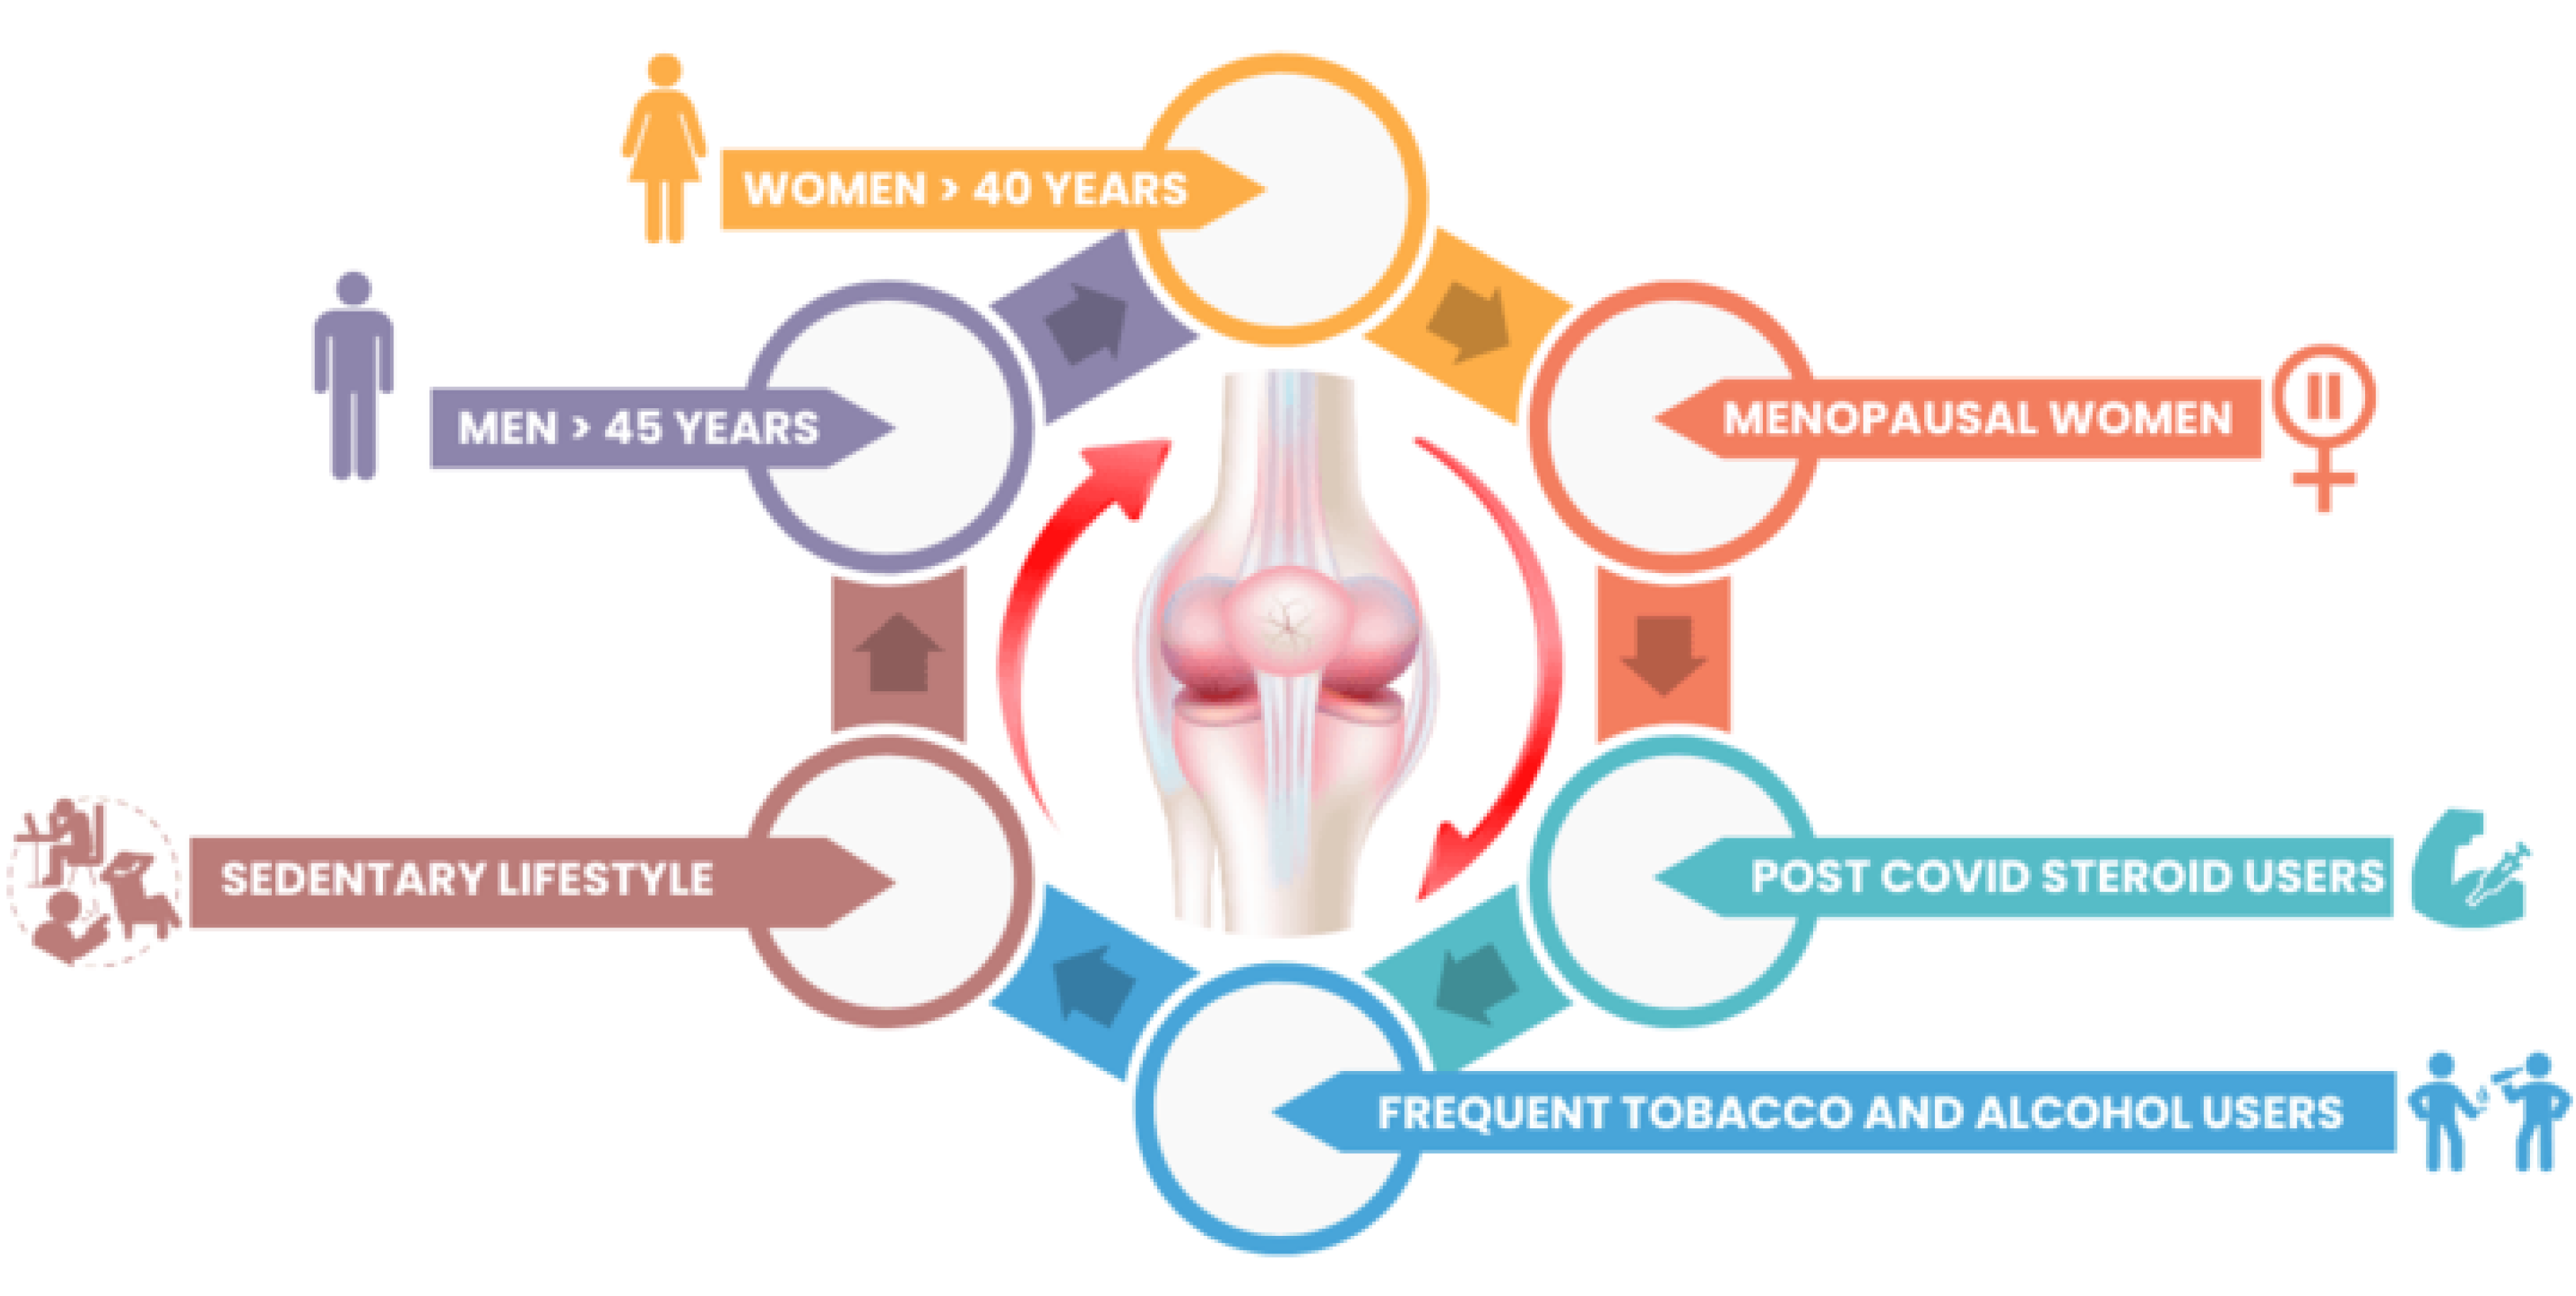 WOMEN > 40 YEARS
MEN > 45 YEARS
MENOPAUSAL WOMEN
SEDENTARY LIFESTYLE
POST COVID STEROID USERS
FREQUENT TOBACCO AND ALCOHOL USERS